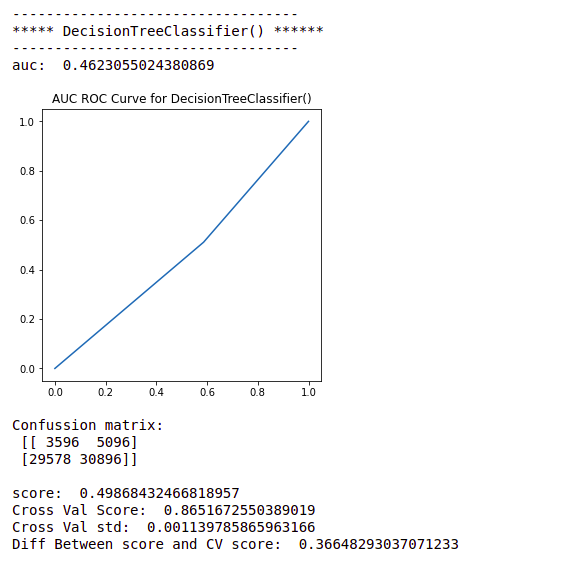 ----------------------------------
***** DecisionTreeClassifier() ******
----------------------------------
auc:  0.4623055024380869
AUC ROC Curve for DecisionTreeClassifier()
1.0
0.8
0.6
0.4
0.2
0.0
0.0 0.2 0.4 0.6 0.8 1.0
Confussion matrix:
 [[ 3596  5096]
 [29578 30896]]
score:  0.49868432466818957
Cross Val Score:  0.8651672550389019
Cross Val std:  0.001139785865963166
Diff Between score and CV score:  0.36648293037071233